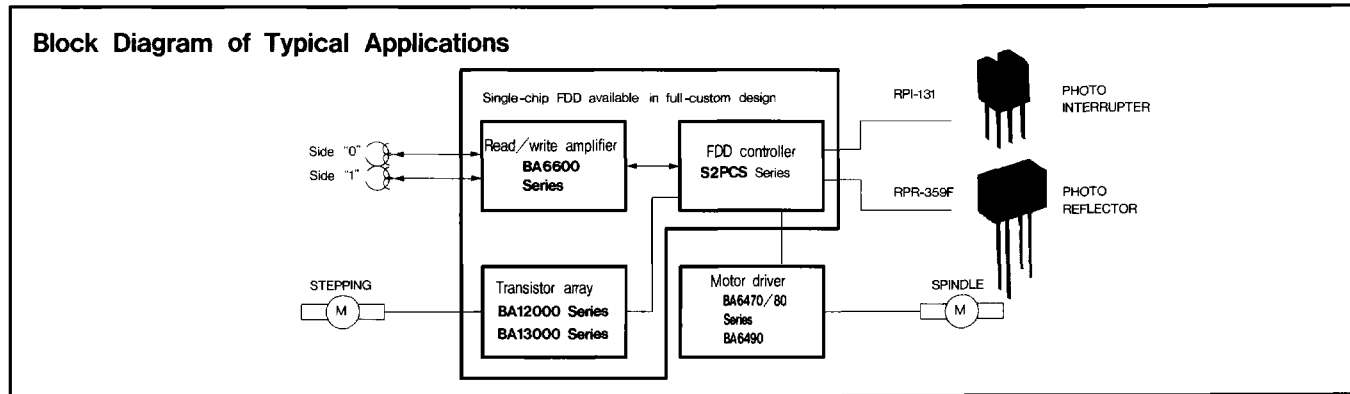 Block Diagram of Typical Applications
Single-chip FDD available in full-custom design
Side "0"
Side "1"
Read/write amplifier
BA6600
Series
FDD controller
S2PCS Series
RPI-131
PHOTO
INTERRUPTER
RPR-359F
PHOTO
REFLECTOR
STEPPING
M
Transistor array
BA12000 Series
BA13000 Series
Motor driver
BA6470/80
Series
BA6490
SPINDLE
M